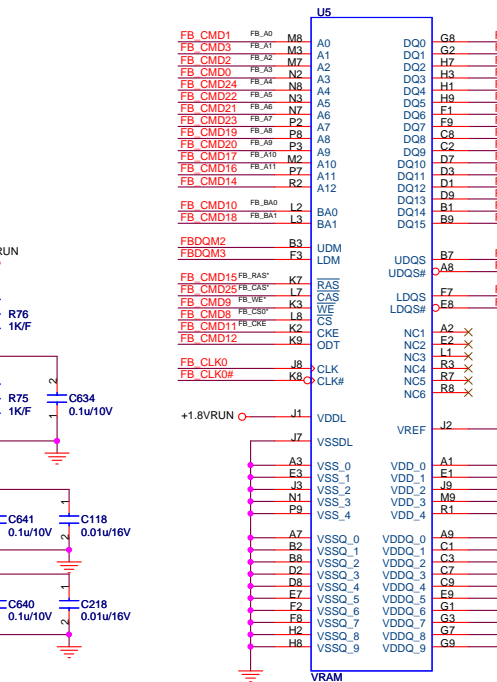 U5
FB_CMD1 FB_A0 M8 A0 DQ0 G8
FB_CMD3 FB_A1 M3 A1 DQ1 G2
FB_CMD2 FB_A2 M7 A2 DQ2 H7
FB_CMD0 FB_A3 N2 A3 DQ3 H3
FB_CMD24 FB_A4 N8 A4 DQ4 H1
FB_CMD22 FB_A5 N3 A5 DQ5 H9
FB_CMD21 FB_A6 N7 A6 DQ6 F1
FB_CMD23 FB_A7 P2 A7 DQ7 F9
FB_CMD19 FB_A8 P8 A8 DQ8 C8
FB_CMD20 FB_A9 P3 A9 DQ9 C2
FB_CMD17 FB_A10 M2 A10 DQ10 D7
FB_CMD16 FB_A11 P7 A11 DQ11 D3
FB_CMD14 R2 A12 DQ12 D1
DQ13 D9
FB_CMD10 FB_BA0 L2 BA0 DQ14 B1
FB_CMD18 FB_BA1 L3 BA1 DQ15 B9
FBDQM2 B3 UDM
FBDQM3 F3 LDM UDQS B7
RUN
UDQS# A8
FB_CMD15 FB_RAS* K7 RAS
FB_CMD25 FB_CAS* L7 CAS LDQS F7
FB_CMD9 FB_WE* K3 WE LDQS# E8
FB_CMD8 FB_CS0* L8 CS
FB_CMD11 FB_CKE K2 CKE NC1 A2
FB_CMD12 K9 ODT NC2 E2
R76
1K/F
NC3 L1
FB_CLK0 J8 CLK NC4 R3
FB_CLK0# K8 CLK# NC5 R7
NC6 R8
R75
1K/F
2
1
C634
0.1u/10V
+1.8VRUN J1 VDDL
VREF J2
J7 VSSDL
A3 VSS_0 VDD_0 A1
E3 VSS_1 VDD_1 E1
J3 VSS_2 VDD_2 J9
N1 VSS_3 VDD_3 M9
P9 VSS_4 VDD_4 R1
C641
0.1u/10V
1
2
C118
0.01u/16V
A7 VSSQ_0 VDDQ_0 A9
B2 VSSQ_1 VDDQ_1 C1
B8 VSSQ_2 VDDQ_2 C3
D2 VSSQ_3 VDDQ_3 C7
D8 VSSQ_4 VDDQ_4 C9
E7 VSSQ_5 VDDQ_5 E9
F2 VSSQ_6 VDDQ_6 G1
F8 VSSQ_7 VDDQ_7 G3
H2 VSSQ_8 VDDQ_8 G7
H8 VSSQ_9 VDDQ_9 G9
C640
0.1u/10V
1
2
C218
0.01u/16V
VRAM